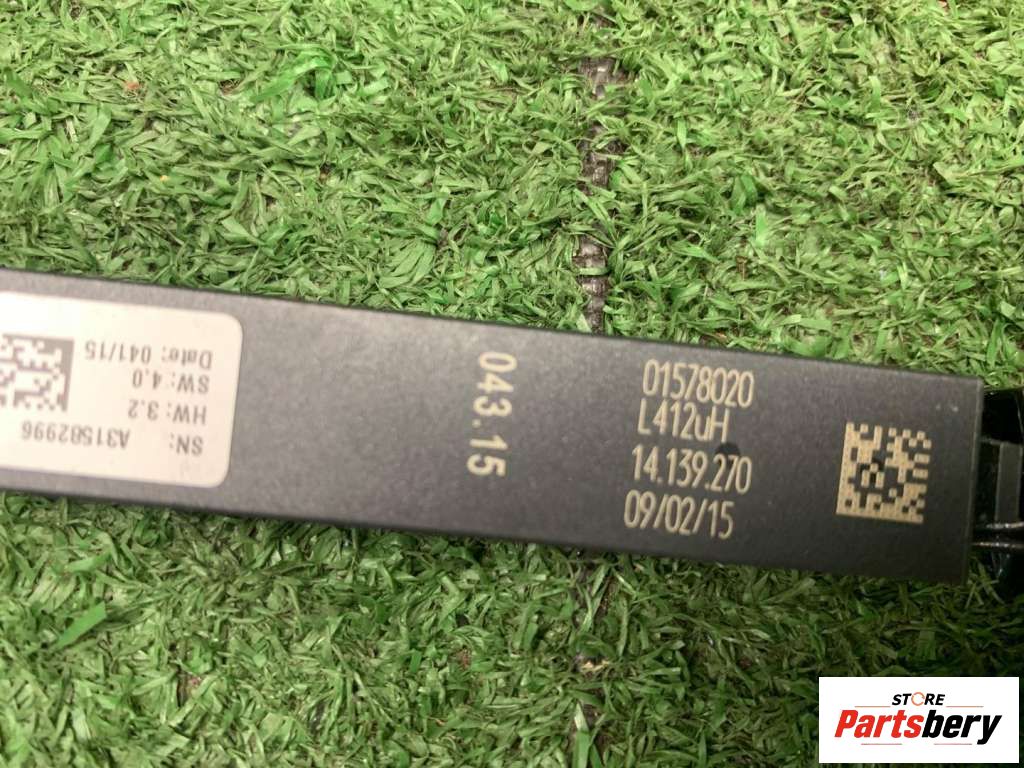 SN:
A31582996
HW: 3.2
SW: 4.0
Date: 041/15
043.15
01578020
L412uH
14.139.270
09/02/15
STORE
Partsbery